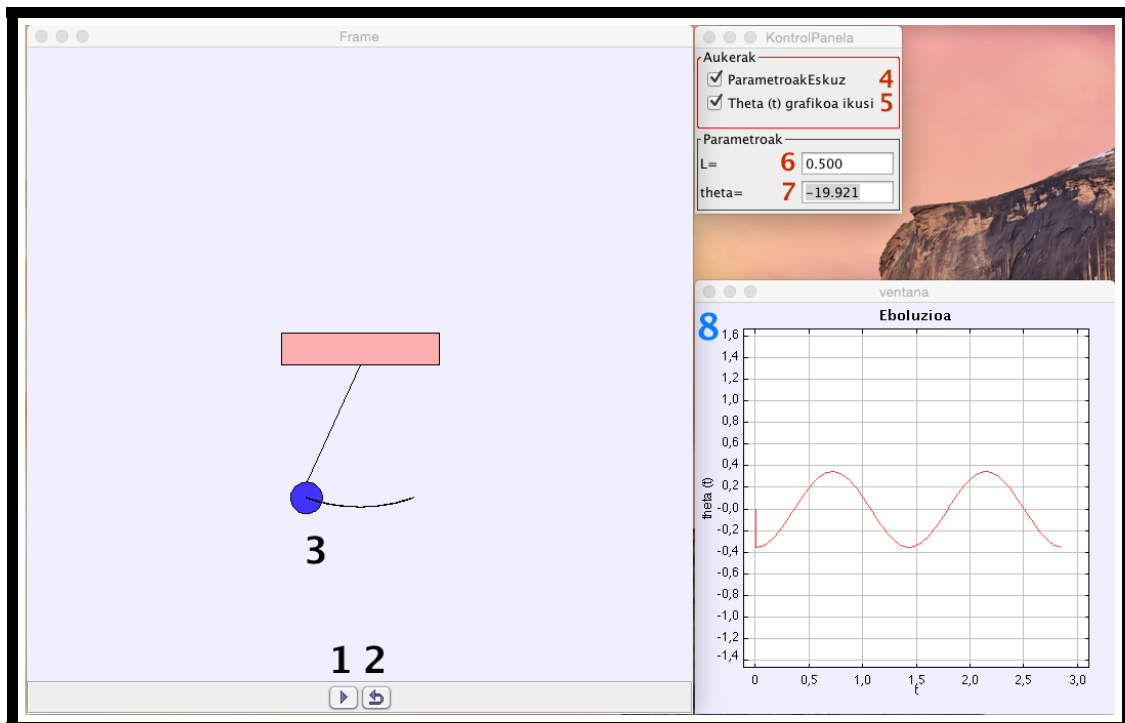 Frame
3
1 2
KontrolPanela
Aukerak
ParametroakEskuz 4
Theta (t) grafikoa ikusi 5
Parametroak
L= 6 0.500
theta= 7 -19.921
ventana
8
Eboluzioa
1,6
1,4
1,2
1,0
0,8
0,6
0,4
0,2
-0,0
-0,2
-0,4
-0,6
-0,8
-1,0
-1,2
-1,4
theta (t)
0 0,5 1,0 1,5 2,0 2,5 3,0
t